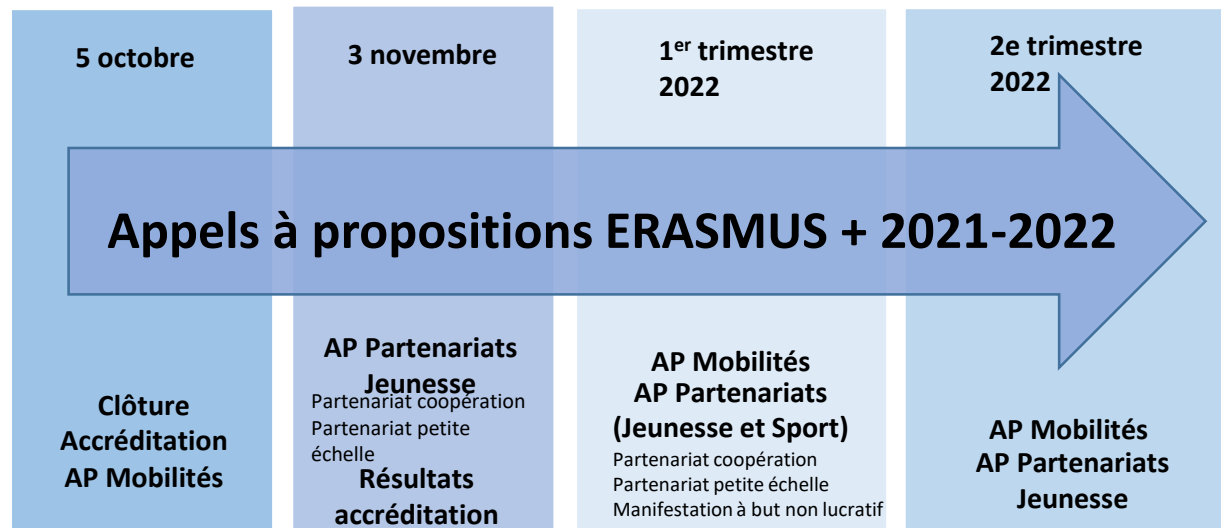 5 octobre
3 novembre
1er trimestre
2022
2e trimestre
2022
Appels à propositions ERASMUS + 2021-2022
Clôture
Accréditation
AP Mobilités
AP Partenariats
Jeunesse
Partenariat coopération
Partenariat petite
échelle
Résultats
accréditation
AP Mobilités
AP Partenariats
(Jeunesse et Sport)
Partenariat coopération
Partenariat petite échelle
Manifestation à but non lucratif
AP Mobilités
AP Partenariats
Jeunesse